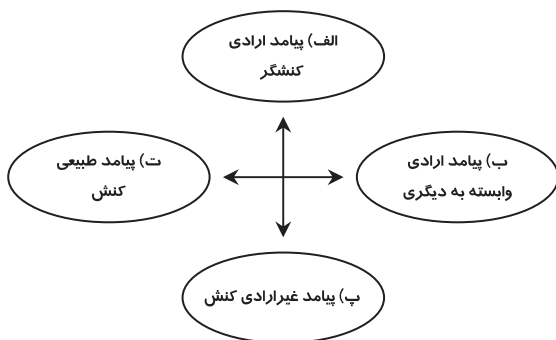 الف) پیامد ارادی
کنشگر
ب) پیامد ارادی
وابسته به دیگری
ت) پیامد طبیعی
کنش
پ) پیامد غیرارادی کنش